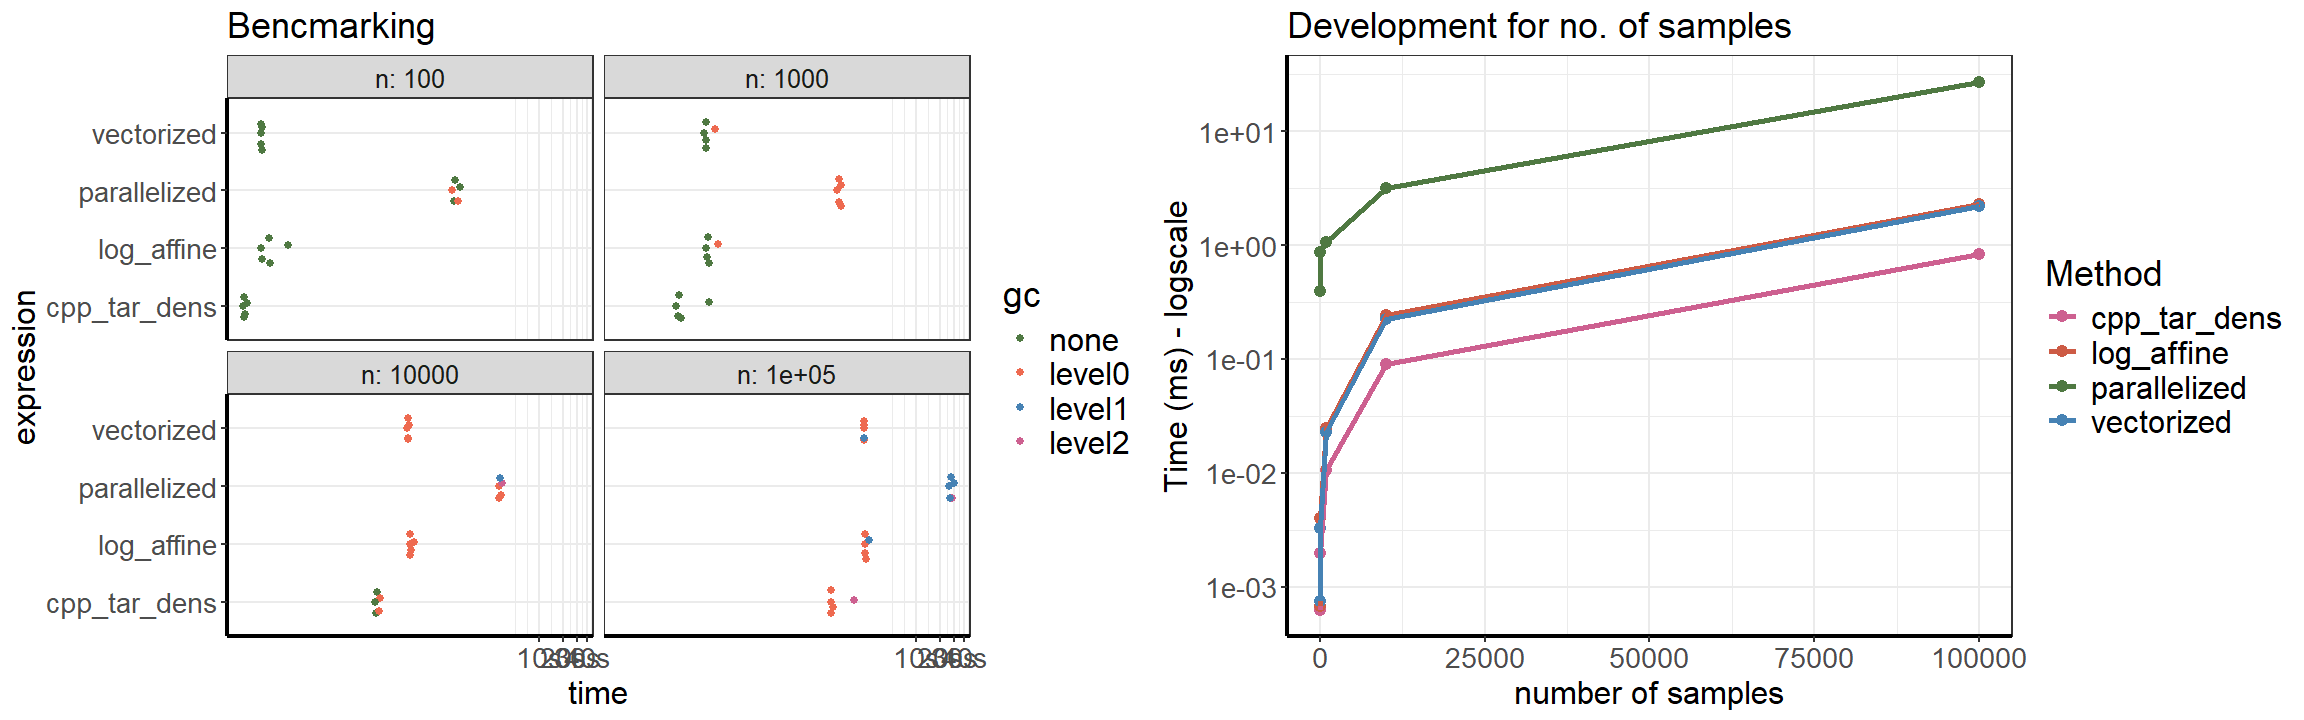 Bencmarking
n: 100
n: 1000
vectorized
parallelized
log_affine
cpp_tar_dens
n: 10000
n: 1e+05
vectorized
parallelized
log_affine
cpp_tar_dens
expression
time
gc
none
level0
level1
level2
Development for no. of samples
1e+01
1e+00
1e-01
1e-02
1e-03
Time (ms) - logscale
0 25000 50000 75000 100000
number of samples
Method
cpp_tar_dens
log_affine
parallelized
vectorized